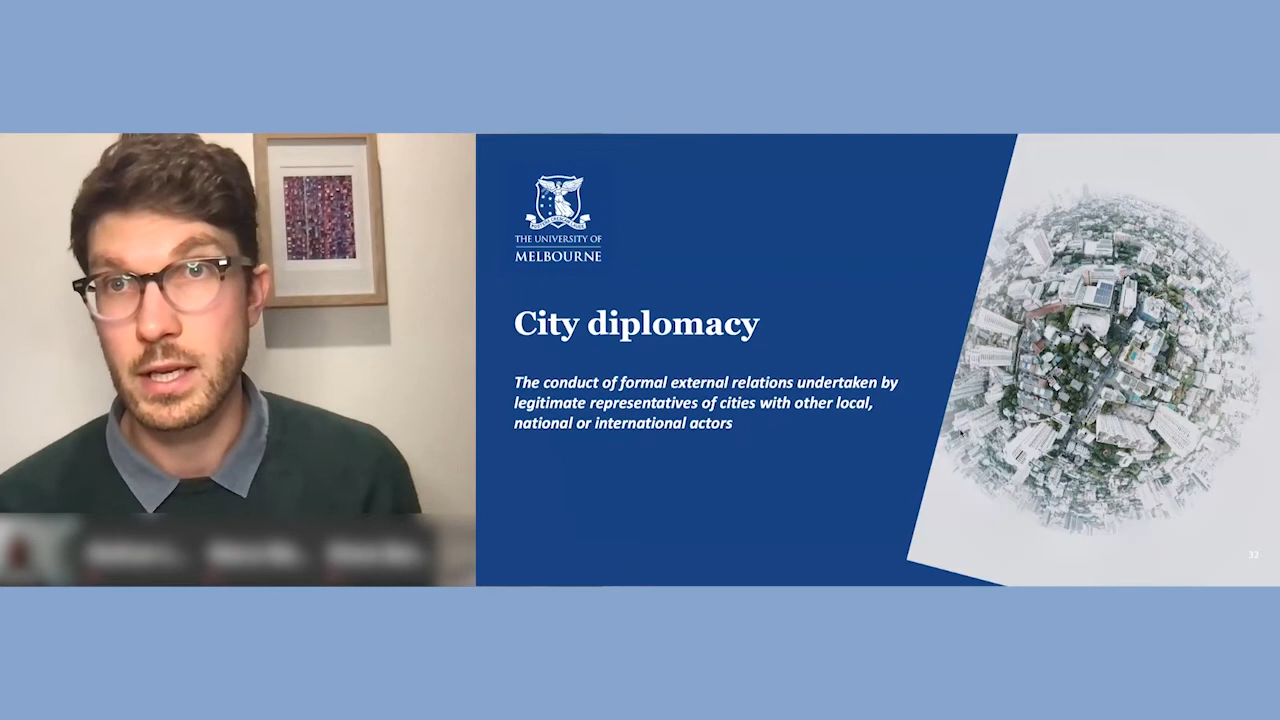 THE UNIVERSITY OF
MELBOURNE
City diplomacy
The conduct of formal external relations undertaken by
legitimate representatives of cities with other local,
national or international actors
32